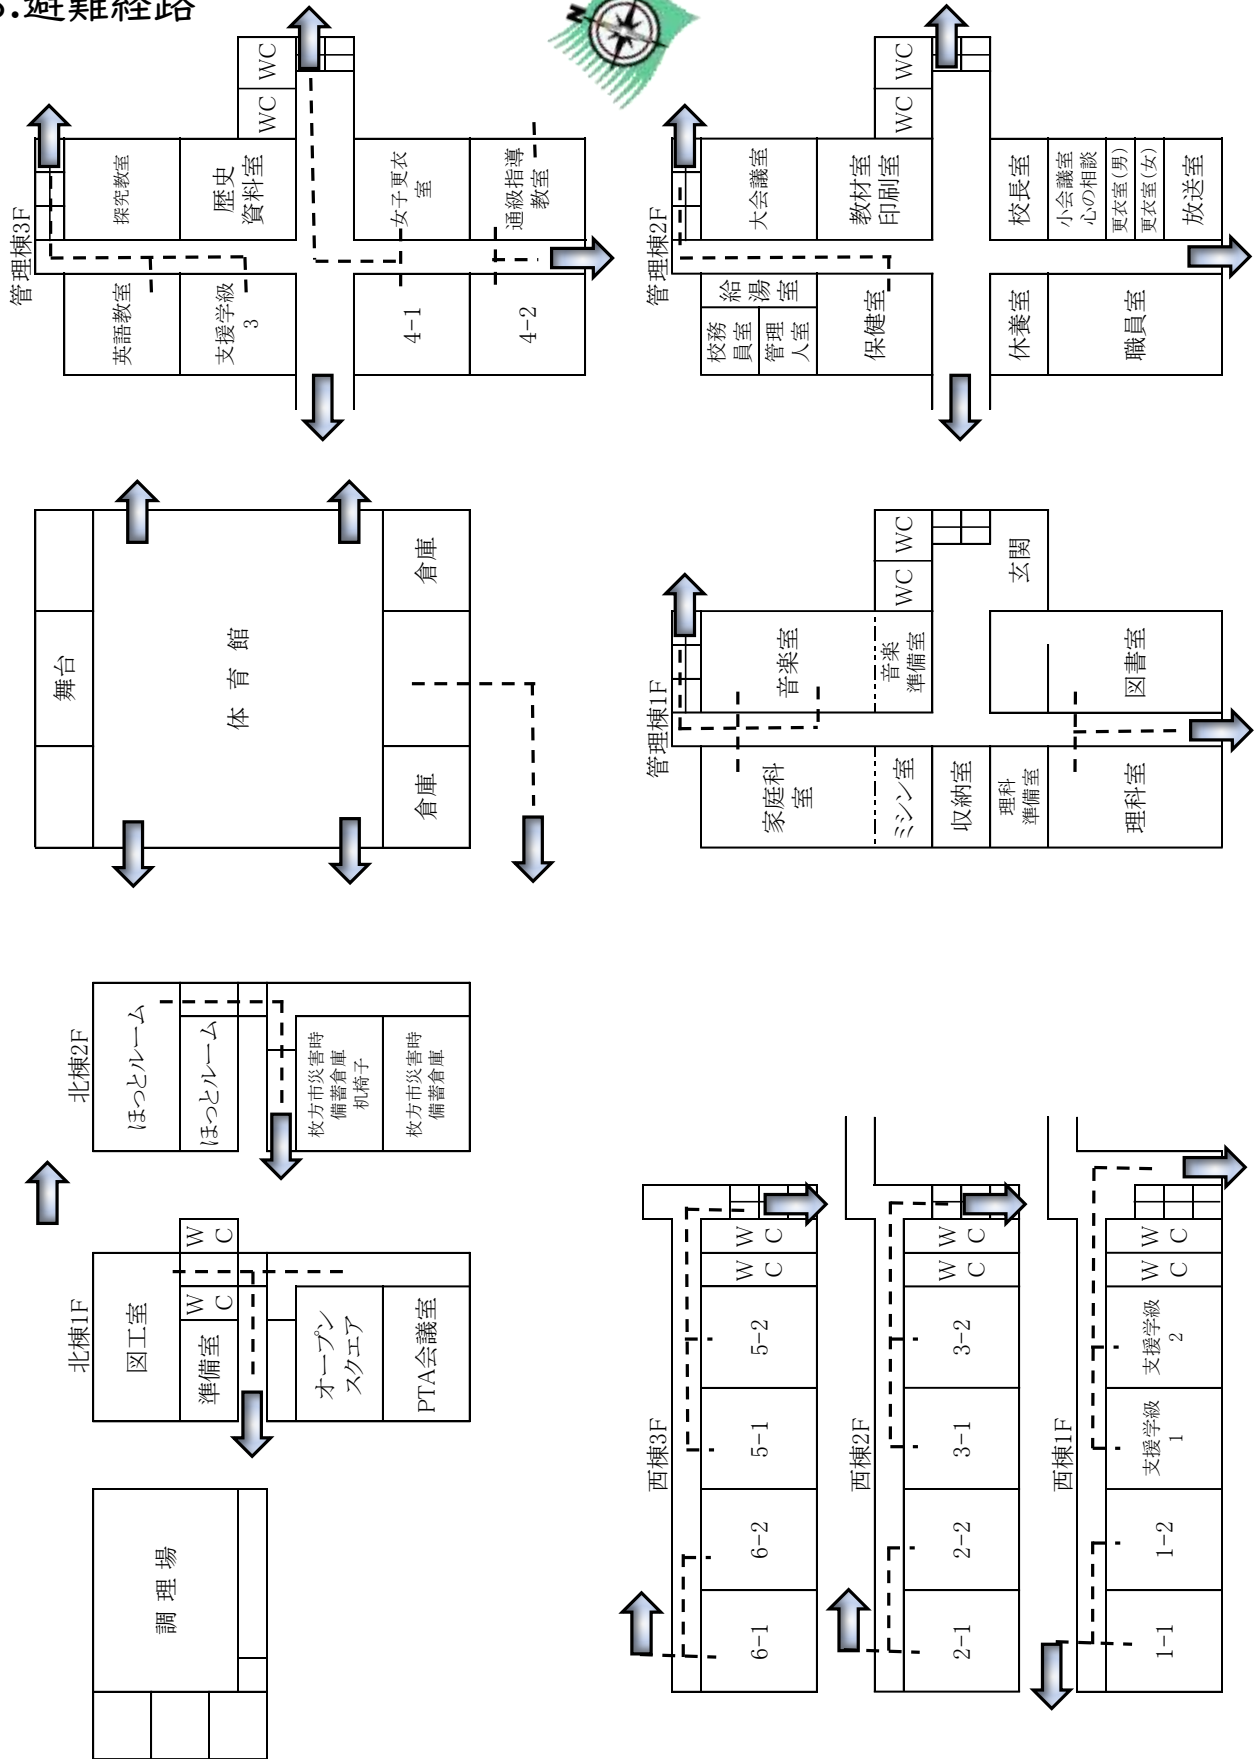 .避難経路
N
管理棟3F
探究教室
歴史
資料室
WC
WC
女子更衣
室
通級指導
教室
英語教室
支援学級
3
4-1
4-2
管理棟2F
大会議室
教材室
印刷室
WC
WC
校長室
小会議室
心の相談
更衣室(男)
更衣室(女)
放送室
給湯室
校務
員室
管理
人室
保健室
休養室
職員室
舞台
体育館
倉庫
倉庫
管理棟1F
音楽室
音楽
準備室
WC
WC
玄関
図書室
家庭科
室
ミシン室
収納室
理科
準備室
理科室
北棟2F
ほっとルーム
ほっとルーム
枚方市災害時
備蓄倉庫
机椅子
枚方市災害時
備蓄倉庫
北棟1F
図工室
WC
WC
準備室
オープン
スクエア
PTA会議室
調理場
西棟3F
WC
WC
5-2
5-1
6-2
6-1
西棟2F
WC
WC
3-2
3-1
2-2
2-1
西棟1F
WC
WC
支援学級
2
支援学級
1
1-2
1-1